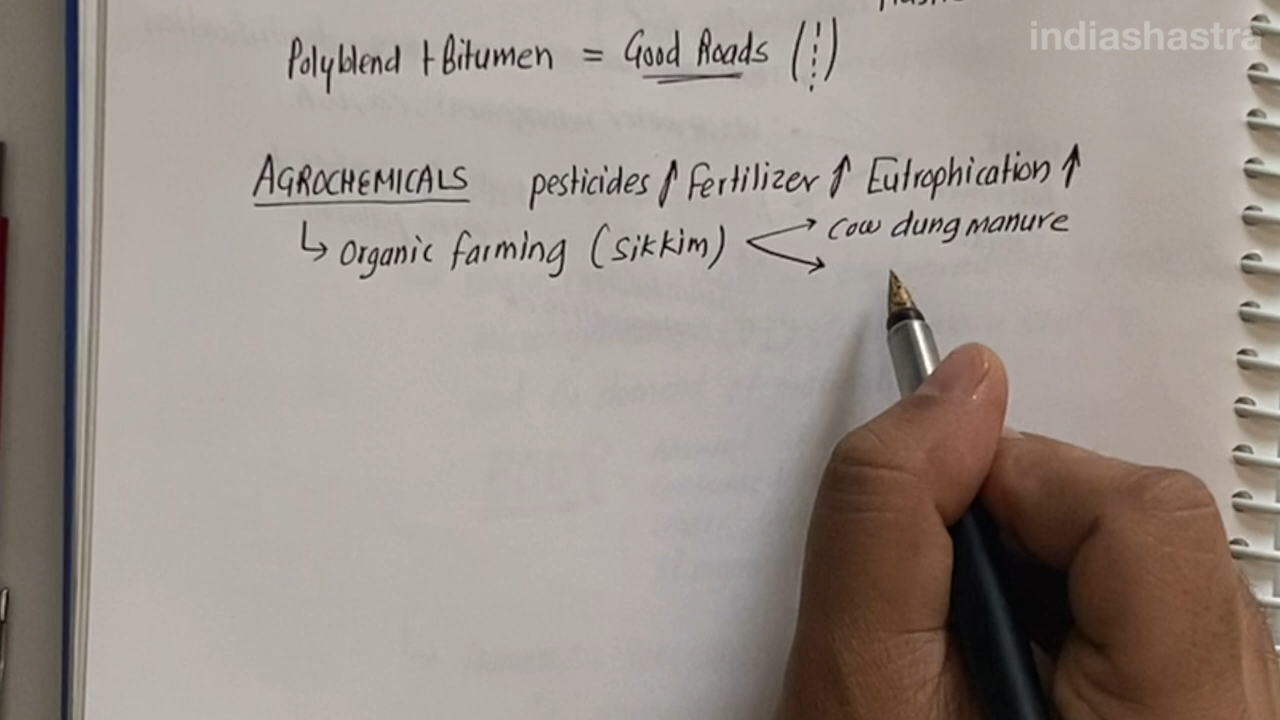 indiashastra
Polyblend + Bitumen = Good Roads ( )
AGROCHEMICALS pesticides ↑ Fertilizer ↑ Eutrophication ↑
↳ Organic farming (Sikkim) → Cow dung manure
→